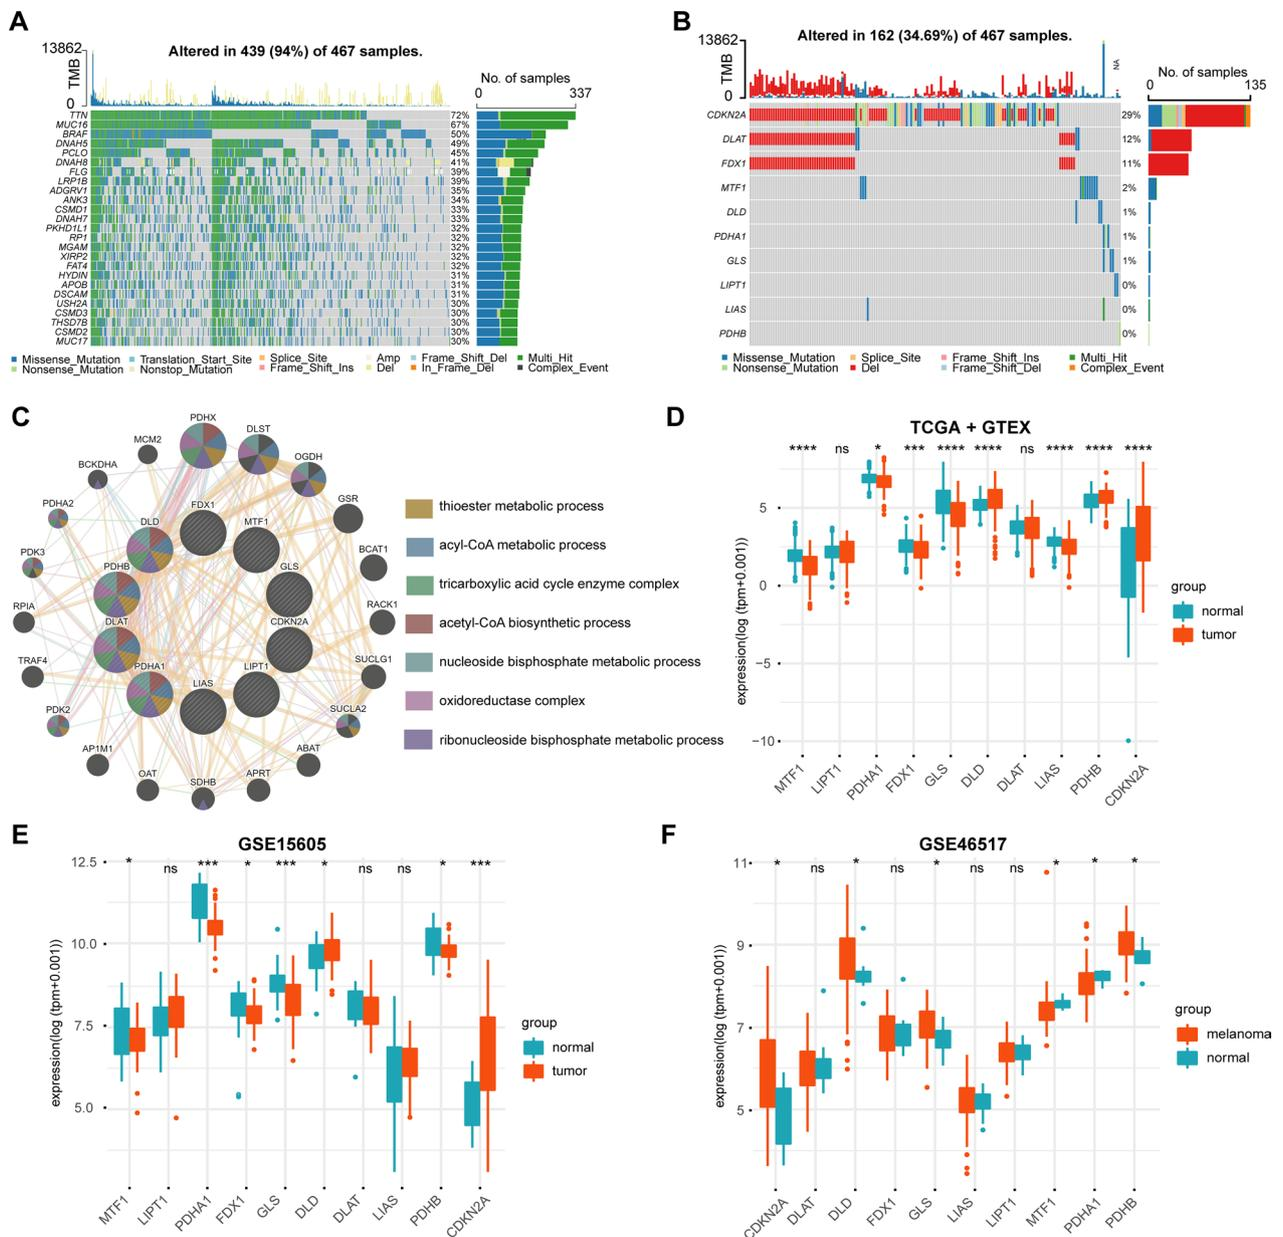 A
Altered in 439 (94%) of 467 samples.
13862
TMB
0
No. of samples
0 337
TTN 72%
MUC16 67%
BRAF 50%
DNAH5 49%
PCLO 45%
DNAH8 41%
FLG 39%
LRP1B 39%
ADGRV1 35%
ANK3 34%
CSMD1 33%
DNAH7 33%
PKHD1L1 32%
RP1 32%
MGAM 32%
XIRP2 32%
FAT4 32%
HYDIN 31%
APOB 31%
DSCAM 31%
USH2A 30%
CSMD3 30%
THSD7B 30%
CSMD2 30%
MUC17 30%
Missense_Mutation Translation_Start_Site Splice_Site Amp Frame_Shift_Del Multi_Hit
Nonsense_Mutation Nonstop_Mutation Frame_Shift_Ins Del In_Frame_Del Complex_Event
B
Altered in 162 (34.69%) of 467 samples.
13862
TMB
0
NA
No. of samples
0 135
CDKN2A 29%
DLAT 12%
FDX1 11%
MTF1 2%
DLD 1%
PDHA1 1%
GLS 1%
LIPT1 0%
LIAS 0%
PDHB 0%
Missense_Mutation Splice_Site Frame_Shift_Ins Multi_Hit
Nonsense_Mutation Del Frame_Shift_Del Complex_Event
C
PDHX
DLST
MCM2
OGDH
BCKDHA
GSR
PDHA2
FDX1
MTF1
DLD
BCAT1
PDK3
PDHB
GLS
RPIA
RACK1
DLAT
CDKN2A
TRAF4
SUCLG1
PDHA1
LIPT1
LIAS
PDK2
SUCLA2
AP1M1
ABAT
OAT
SDHB
APRT
thioester metabolic process
acyl-CoA metabolic process
tricarboxylic acid cycle enzyme complex
acetyl-CoA biosynthetic process
nucleoside bisphosphate metabolic process
oxidoreductase complex
ribonucleoside bisphosphate metabolic process
D
TCGA + GTEX
**** ns * *** **** **** ns **** **** ****
expression(log (tpm+0.001))
5
0
−5
−10
MTF1 LIPT1 PDHA1 FDX1 GLS DLD DLAT LIAS PDHB CDKN2A
group
normal
tumor
E
GSE15605
* ns *** * *** * ns ns * ***
expression(log (tpm+0.001))
12.5
10.0
7.5
5.0
MTF1 LIPT1 PDHA1 FDX1 GLS DLD DLAT LIAS PDHB CDKN2A
group
normal
tumor
F
GSE46517
* ns * ns * ns ns * * *
expression(log (tpm+0.001))
11
9
7
5
CDKN2A DLAT DLD FDX1 GLS LIAS LIPT1 MTF1 PDHA1 PDHB
group
melanoma
normal